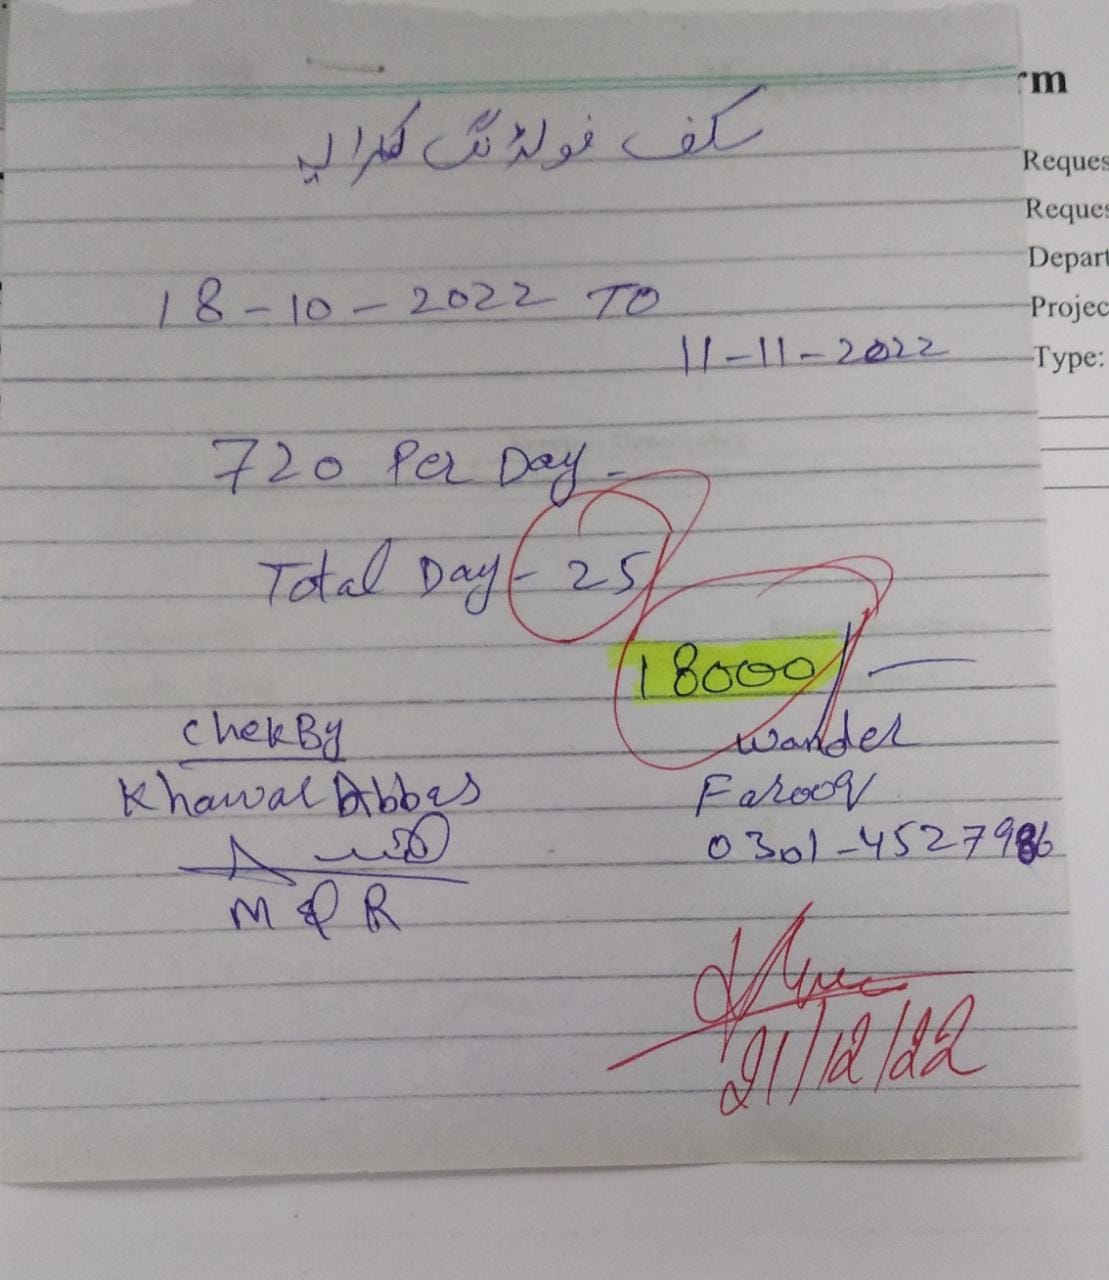 سکف فولڈنگ کرایہ
18-10-2022 TO
11-11-2022
720 Per Day -
Total Day - 25
18000/—
chekBy
Khawar Abbas
M & R
wander
Farooq
0301-4527986
21/12/22
rm
Reques
Reques
Depart
Projec
Type: